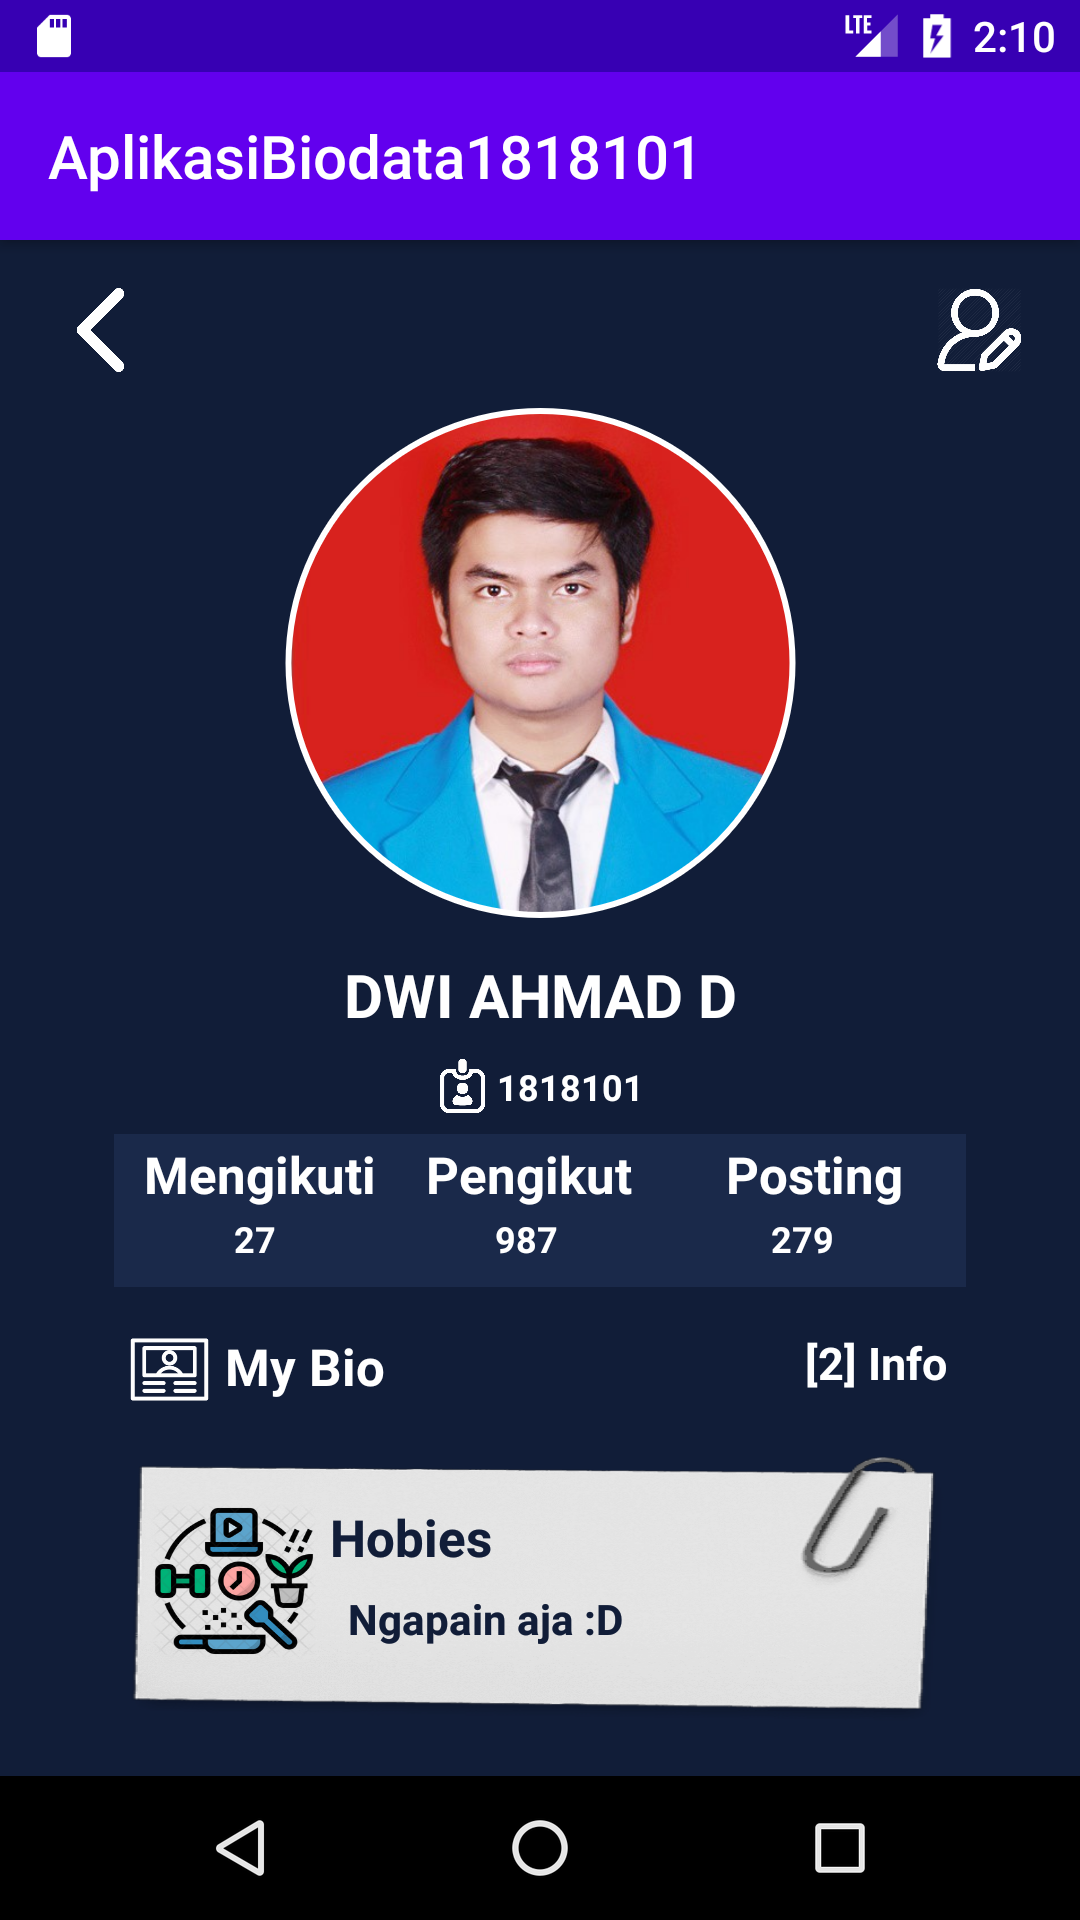 LTE 2:10
AplikasiBiodata1818101
DWI AHMAD D
1818101
Mengikuti Pengikut Posting
27 987 279
My Bio [2] Info
Hobies
Ngapain aja :D